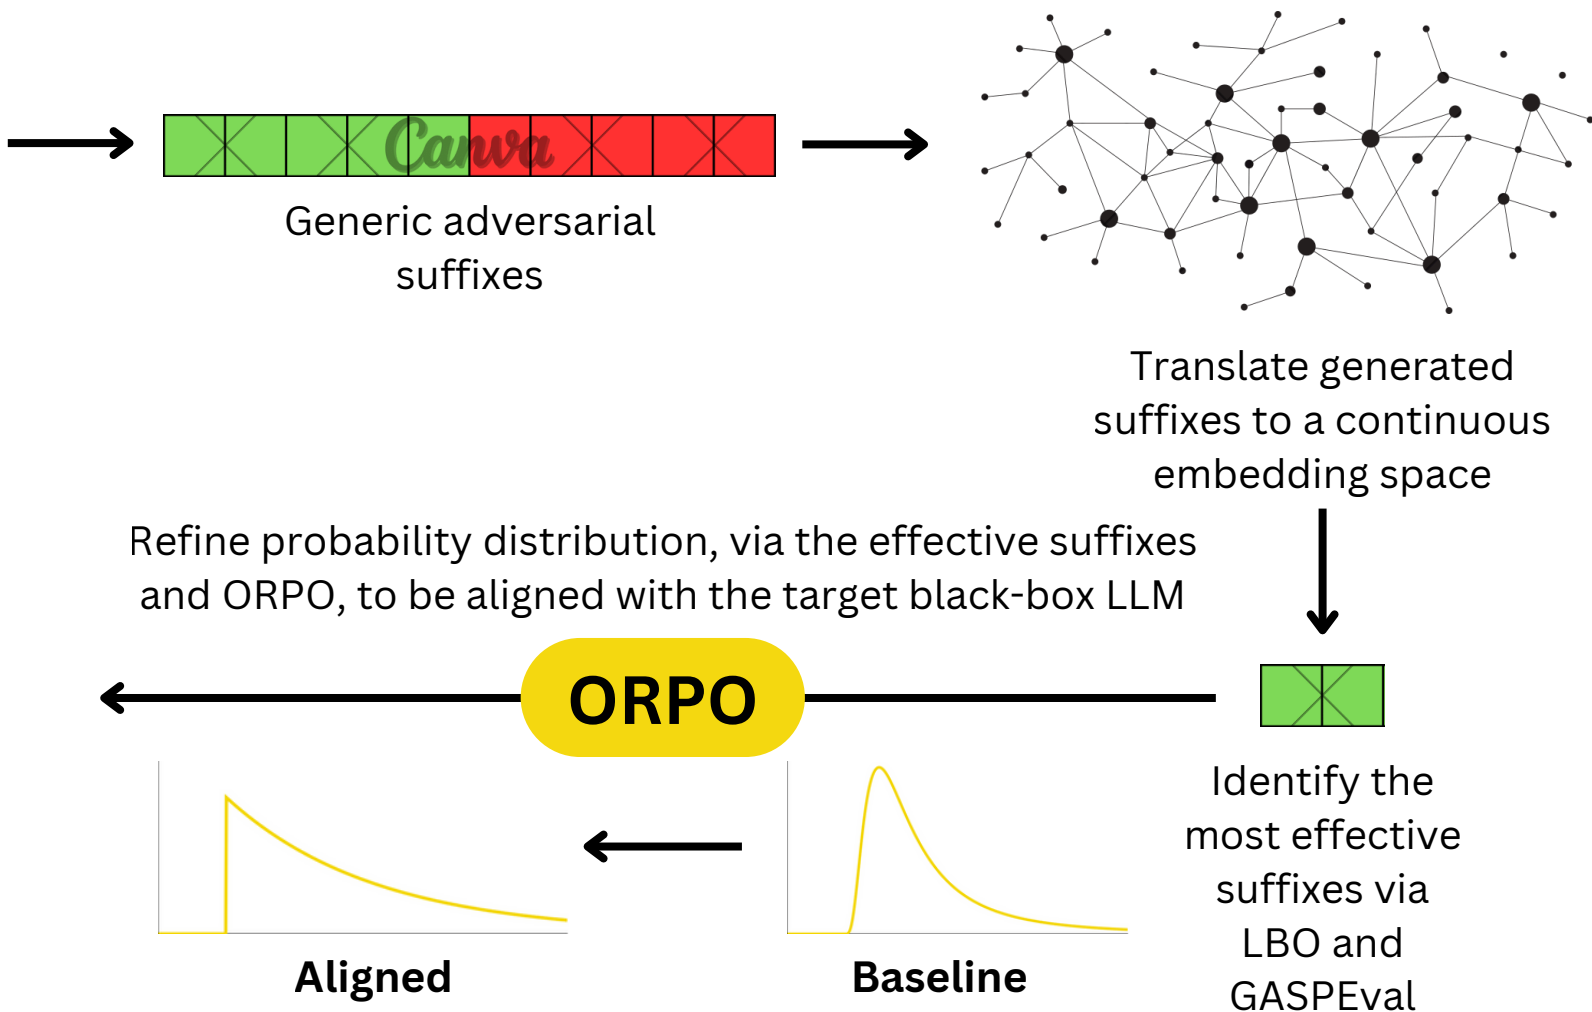 Canva
Generic adversarial
suffixes
Translate generated
suffixes to a continuous
embedding space
Refine probability distribution, via the effective suffixes
and ORPO, to be aligned with the target black-box LLM
ORPO
Identify the
most effective
suffixes via
LBO and
GASPEval
Aligned
Baseline